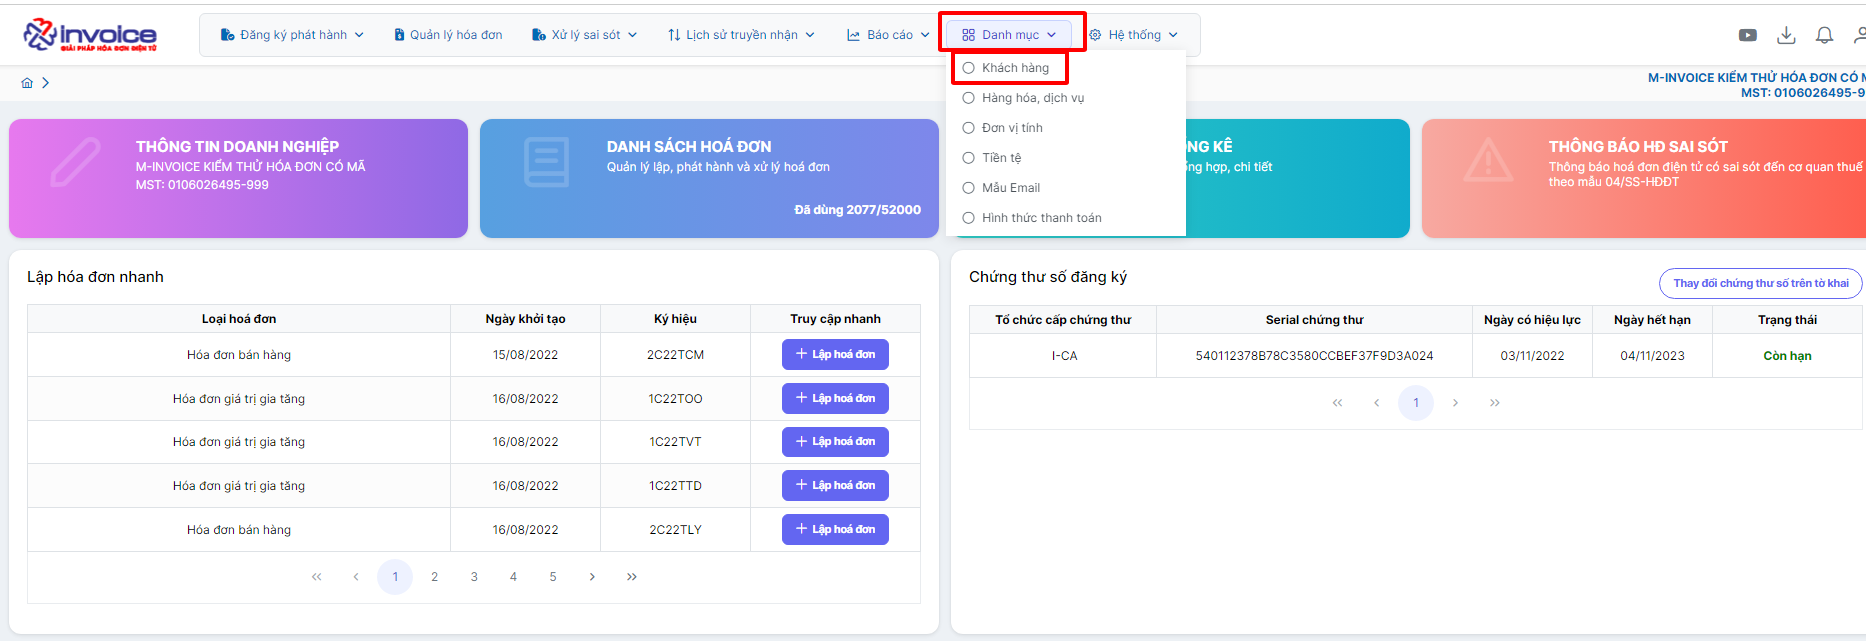 invoice
GIẢI PHÁP HÓA ĐƠN ĐIỆN TỬ
Đăng ký phát hành
Quản lý hóa đơn
Xử lý sai sót
Lịch sử truyền nhận
Báo cáo
Danh mục
Hệ thống
Khách hàng
Hàng hóa, dịch vụ
Đơn vị tính
Tiền tệ
Mẫu Email
Hình thức thanh toán
M-INVOICE KIỂM THỬ HÓA ĐƠN CÓ
MST: 0106026495-9
THÔNG TIN DOANH NGHIỆP
M-INVOICE KIỂM THỬ HÓA ĐƠN CÓ MÃ
MST: 0106026495-999
DANH SÁCH HOÁ ĐƠN
Quản lý lập, phát hành và xử lý hoá đơn
Đã dùng 2077/52000
NG KÊ
ng hợp, chi tiết
THÔNG BÁO HĐ SAI SÓT
Thông báo hoá đơn điện tử có sai sót đến cơ quan thuế
theo mẫu 04/SS-HĐĐT
Lập hóa đơn nhanh
Loại hoá đơn Ngày khởi tạo Ký hiệu Truy cập nhanh
Hóa đơn bán hàng 15/08/2022 2C22TCM + Lập hoá đơn
Hóa đơn giá trị gia tăng 16/08/2022 1C22TOO + Lập hoá đơn
Hóa đơn giá trị gia tăng 16/08/2022 1C22TVT + Lập hoá đơn
Hóa đơn giá trị gia tăng 16/08/2022 1C22TTD + Lập hoá đơn
Hóa đơn bán hàng 16/08/2022 2C22TLY + Lập hoá đơn
« ‹ 1 2 3 4 5 › »
Chứng thư số đăng ký
Thay đổi chứng thư số trên tờ khai
Tổ chức cấp chứng thư Serial chứng thư Ngày có hiệu lực Ngày hết hạn Trạng thái
I-CA 540112378B78C3580CCBEF37F9D3A024 03/11/2022 04/11/2023 Còn hạn
« ‹ 1 › »